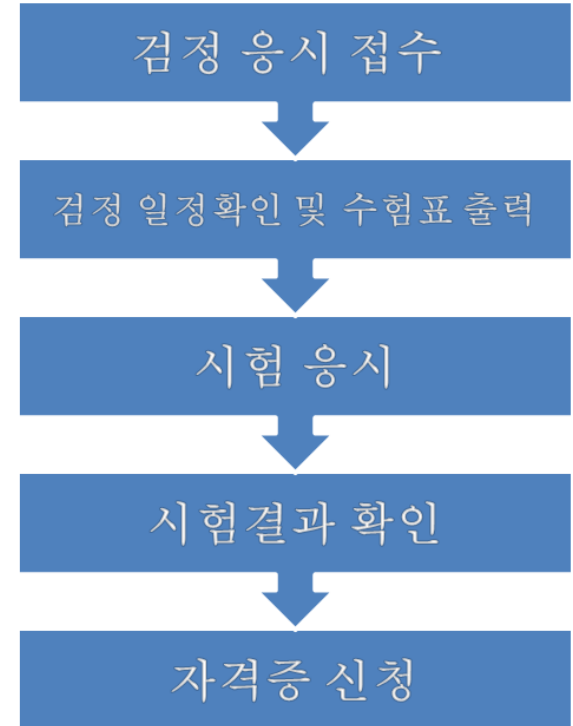 검정 응시 접수
검정 일정확인 및 수험표 출력
시험 응시
시험결과 확인
자격증 신청